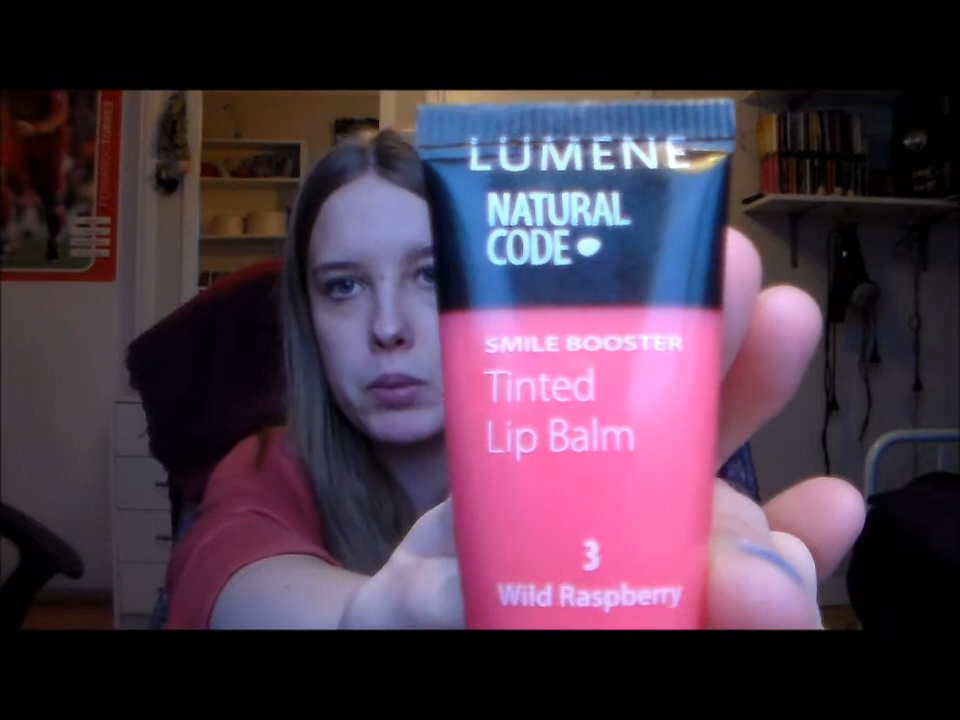 LUMENE
NATURAL
CODE
SMILE BOOSTER
Tinted
Lip Balm
3
Wild Raspberry